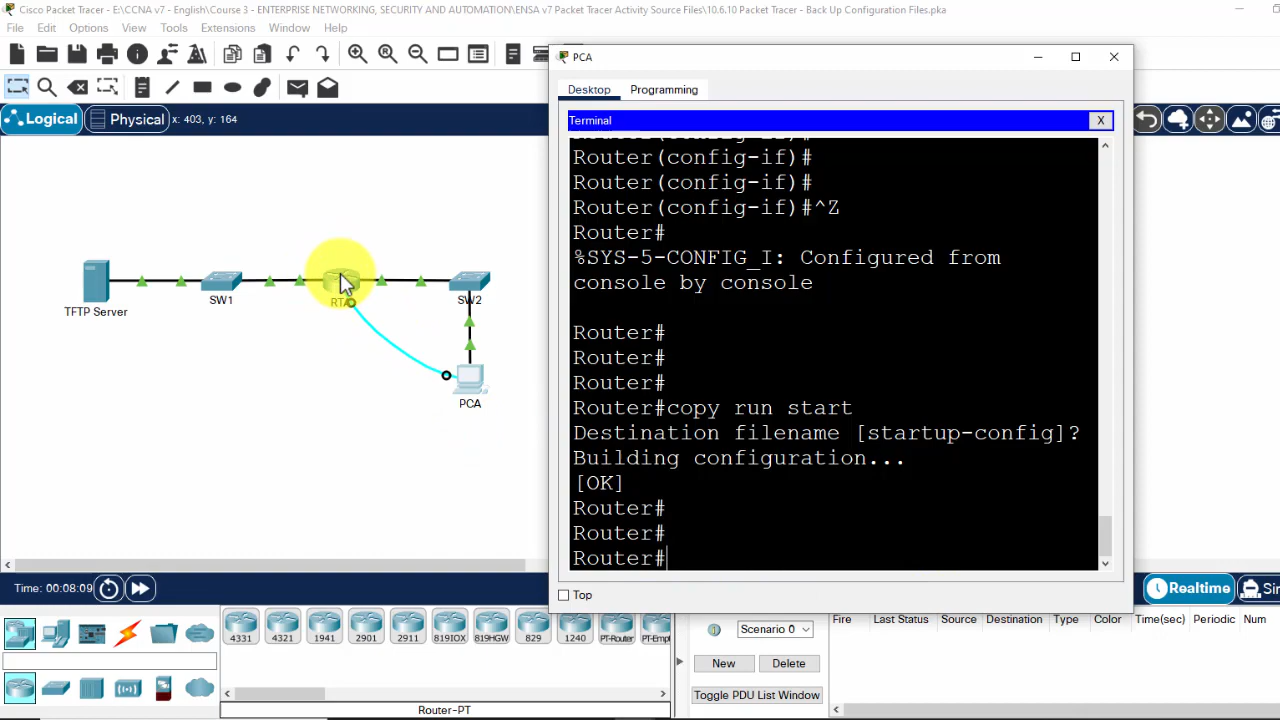 Cisco Packet Tracer - E:\CCNA v7 - English\Course 3 - ENTERPRISE NETWORKING, SECURITY AND AUTOMATION\ENSA v7 Packet Tracer Activity Source Files\10.6.10 Packet Tracer - Back Up Configuration Files.pka
File Edit Options View Tools Extensions Window Help
Logical Physical x: 403, y: 164
TFTP Server
SW1
SW2
PCA
PCA
Desktop Programming
Terminal X
Router(config-if)#
Router(config-if)#
Router(config-if)#
Router(config-if)#^Z
Router#
%SYS-5-CONFIG_I: Configured from
console by console
Router#
Router#
Router#
Router#copy run start
Destination filename [startup-config]?
Building configuration...
[OK]
Router#
Router#
Router#
Top
Time: 00:08:09
Realtime
4331 4321 1941 2901 2911 819IOX 819HGW 829 1240 PT-Router PT-Empt
Router-PT
Scenario 0
New Delete
Toggle PDU List Window
Fire Last Status Source Destination Type Color Time(sec) Periodic Num